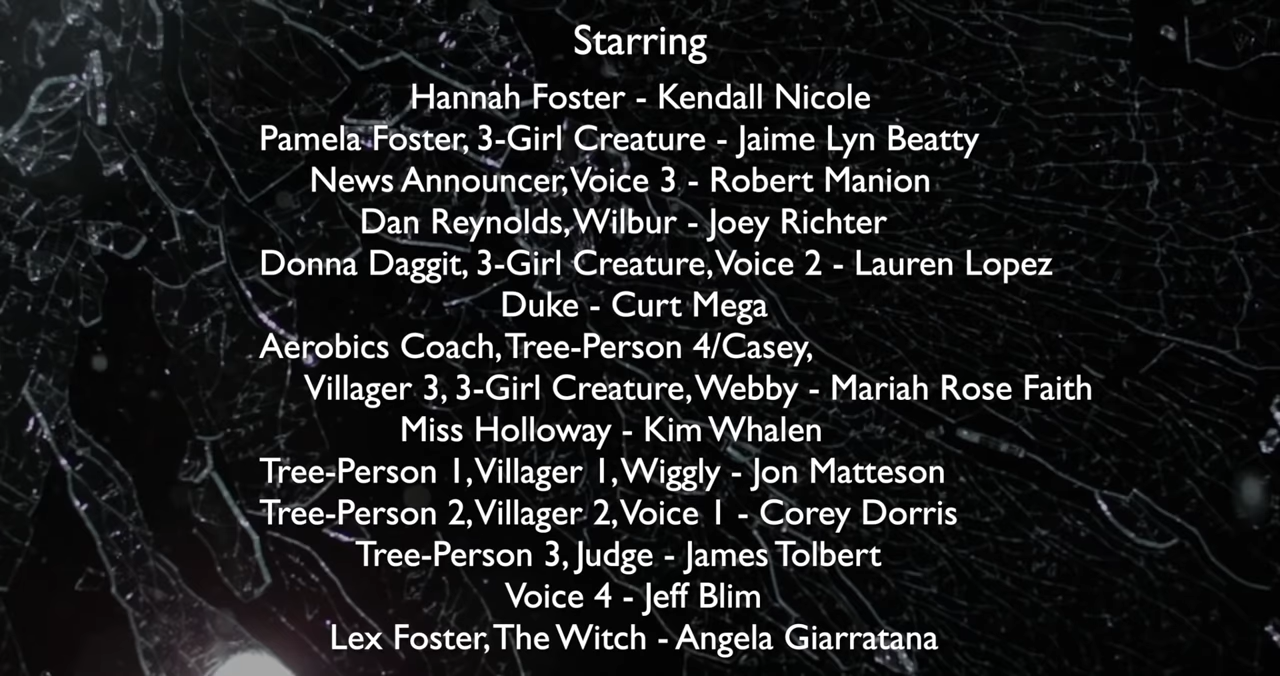 Starring
Hannah Foster - Kendall Nicole
Pamela Foster, 3-Girl Creature - Jaime Lyn Beatty
News Announcer, Voice 3 - Robert Manion
Dan Reynolds, Wilbur - Joey Richter
Donna Daggit, 3-Girl Creature, Voice 2 - Lauren Lopez
Duke - Curt Mega
Aerobics Coach, Tree-Person 4/Casey,
Villager 3, 3-Girl Creature, Webby - Mariah Rose Faith
Miss Holloway - Kim Whalen
Tree-Person 1, Villager 1, Wiggly - Jon Matteson
Tree-Person 2, Villager 2, Voice 1 - Corey Dorris
Tree-Person 3, Judge - James Tolbert
Voice 4 - Jeff Blim
Lex Foster, The Witch - Angela Giarratana